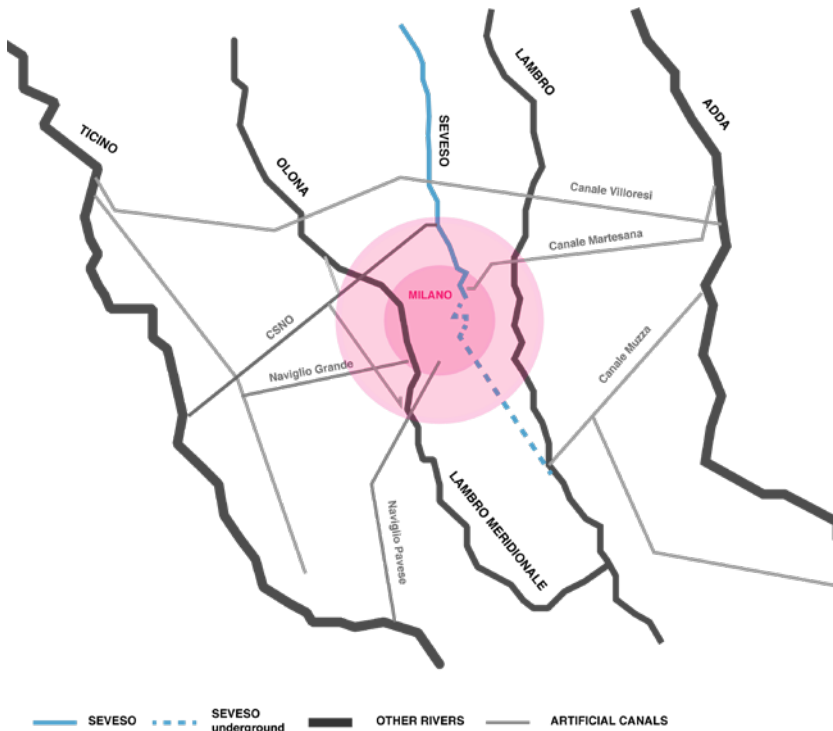 LAMBRO
ADDA
SEVESO
TICINO
OLONA
Canale Villoresi
Canale Martesana
MILANO
CSNO
Canale Muzza
Naviglio Grande
LAMBRO MERIDIONALE
Naviglio Pavese
SEVESO
SEVESO
underground
OTHER RIVERS
ARTIFICIAL CANALS